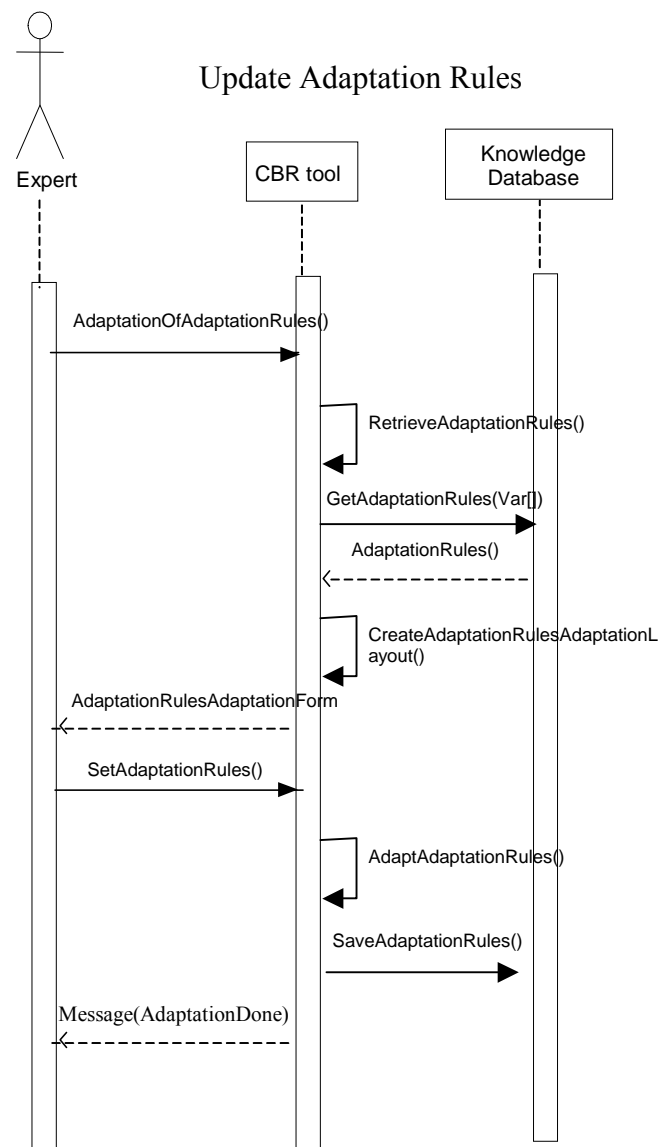 Update Adaptation Rules
Expert
CBR tool
Knowledge
Database
AdaptationOfAdaptationRules()
RetrieveAdaptationRules()
GetAdaptationRules(Var[])
AdaptationRules()
CreateAdaptationRulesAdaptationL
ayout()
AdaptationRulesAdaptationForm
SetAdaptationRules()
AdaptAdaptationRules()
SaveAdaptationRules()
Message(AdaptationDone)